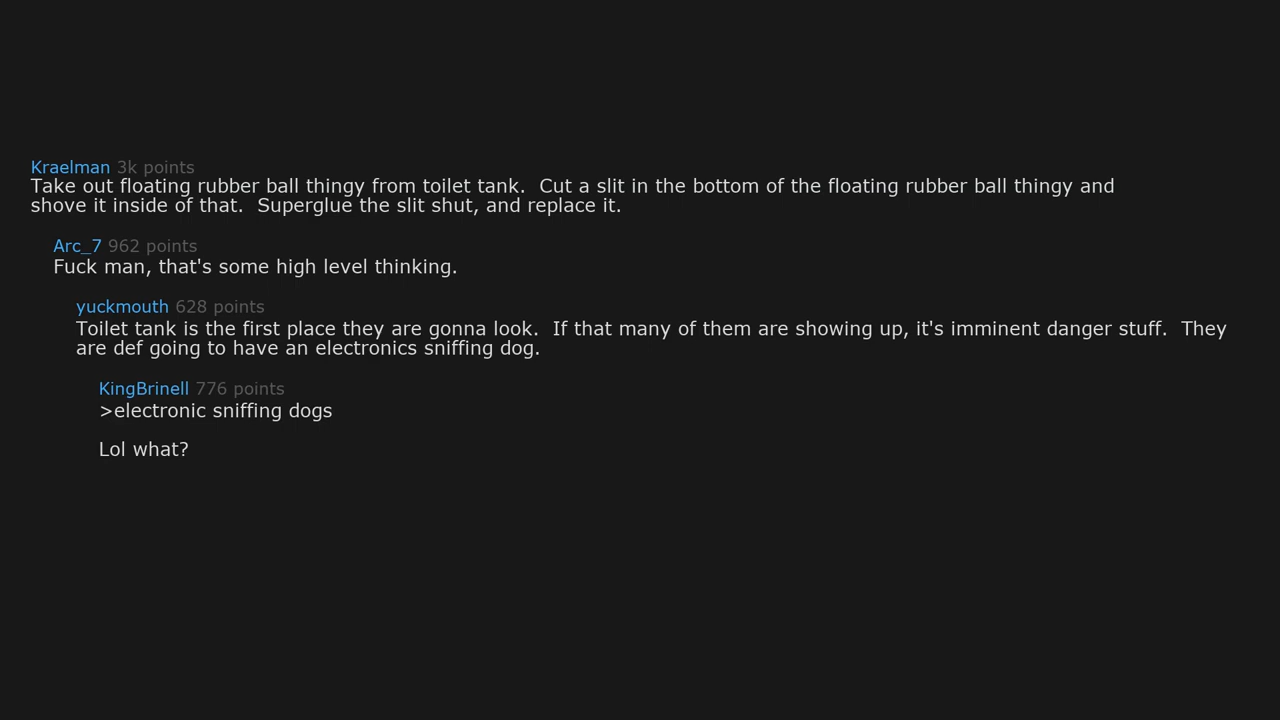 Kraelman 3k points
Take out floating rubber ball thingy from toilet tank.  Cut a slit in the bottom of the floating rubber ball thingy and
shove it inside of that.  Superglue the slit shut, and replace it.
Arc_7 962 points
Fuck man, that's some high level thinking.
yuckmouth 628 points
Toilet tank is the first place they are gonna look.  If that many of them are showing up, it's imminent danger stuff.  They
are def going to have an electronics sniffing dog.
KingBrinell 776 points
>electronic sniffing dogs
Lol what?